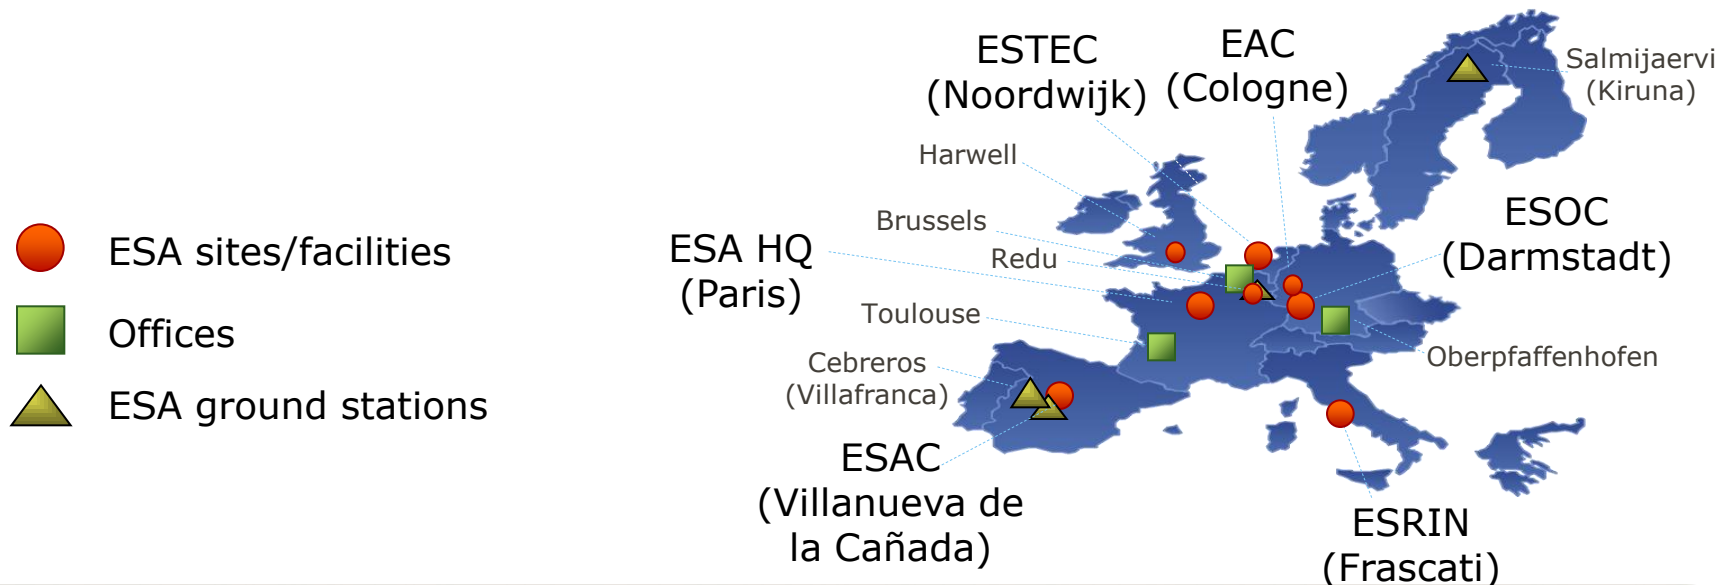 ESA sites/facilities
Offices
ESA ground stations
ESTEC
(Noordwijk)
EAC
(Cologne)
Salmijaervi
(Kiruna)
Harwell
Brussels
Redu
ESA HQ
(Paris)
Toulouse
Cebreros
(Villafranca)
ESAC
(Villanueva de
la Cañada)
ESOC
(Darmstadt)
Oberpfaffenhofen
ESRIN
(Frascati)